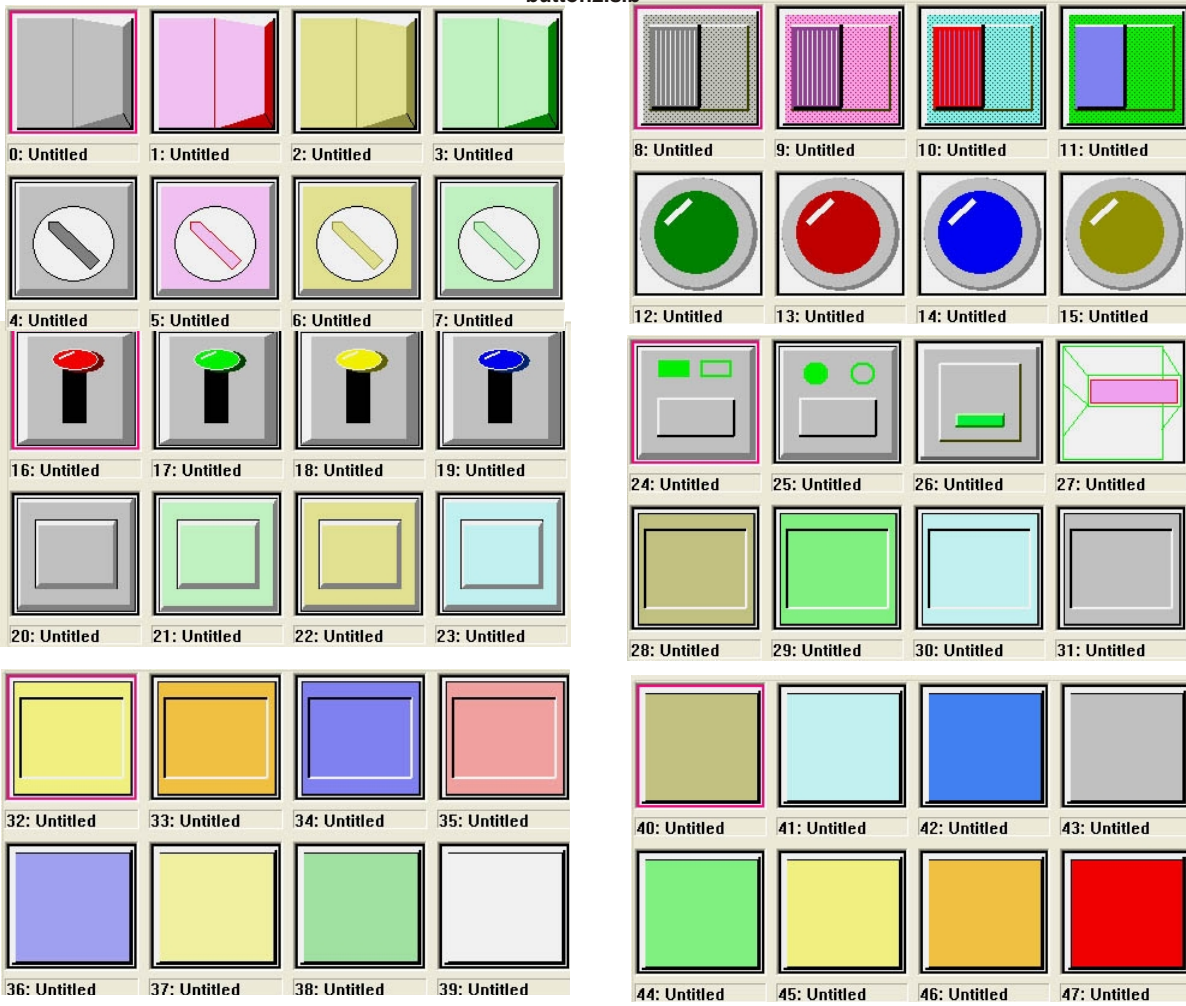 0: Untitled 1: Untitled 2: Untitled 3: Untitled
4: Untitled 5: Untitled 6: Untitled 7: Untitled
8: Untitled 9: Untitled 10: Untitled 11: Untitled
12: Untitled 13: Untitled 14: Untitled 15: Untitled
16: Untitled 17: Untitled 18: Untitled 19: Untitled
20: Untitled 21: Untitled 22: Untitled 23: Untitled
24: Untitled 25: Untitled 26: Untitled 27: Untitled
28: Untitled 29: Untitled 30: Untitled 31: Untitled
32: Untitled 33: Untitled 34: Untitled 35: Untitled
36: Untitled 37: Untitled 38: Untitled 39: Untitled
40: Untitled 41: Untitled 42: Untitled 43: Untitled
44: Untitled 45: Untitled 46: Untitled 47: Untitled